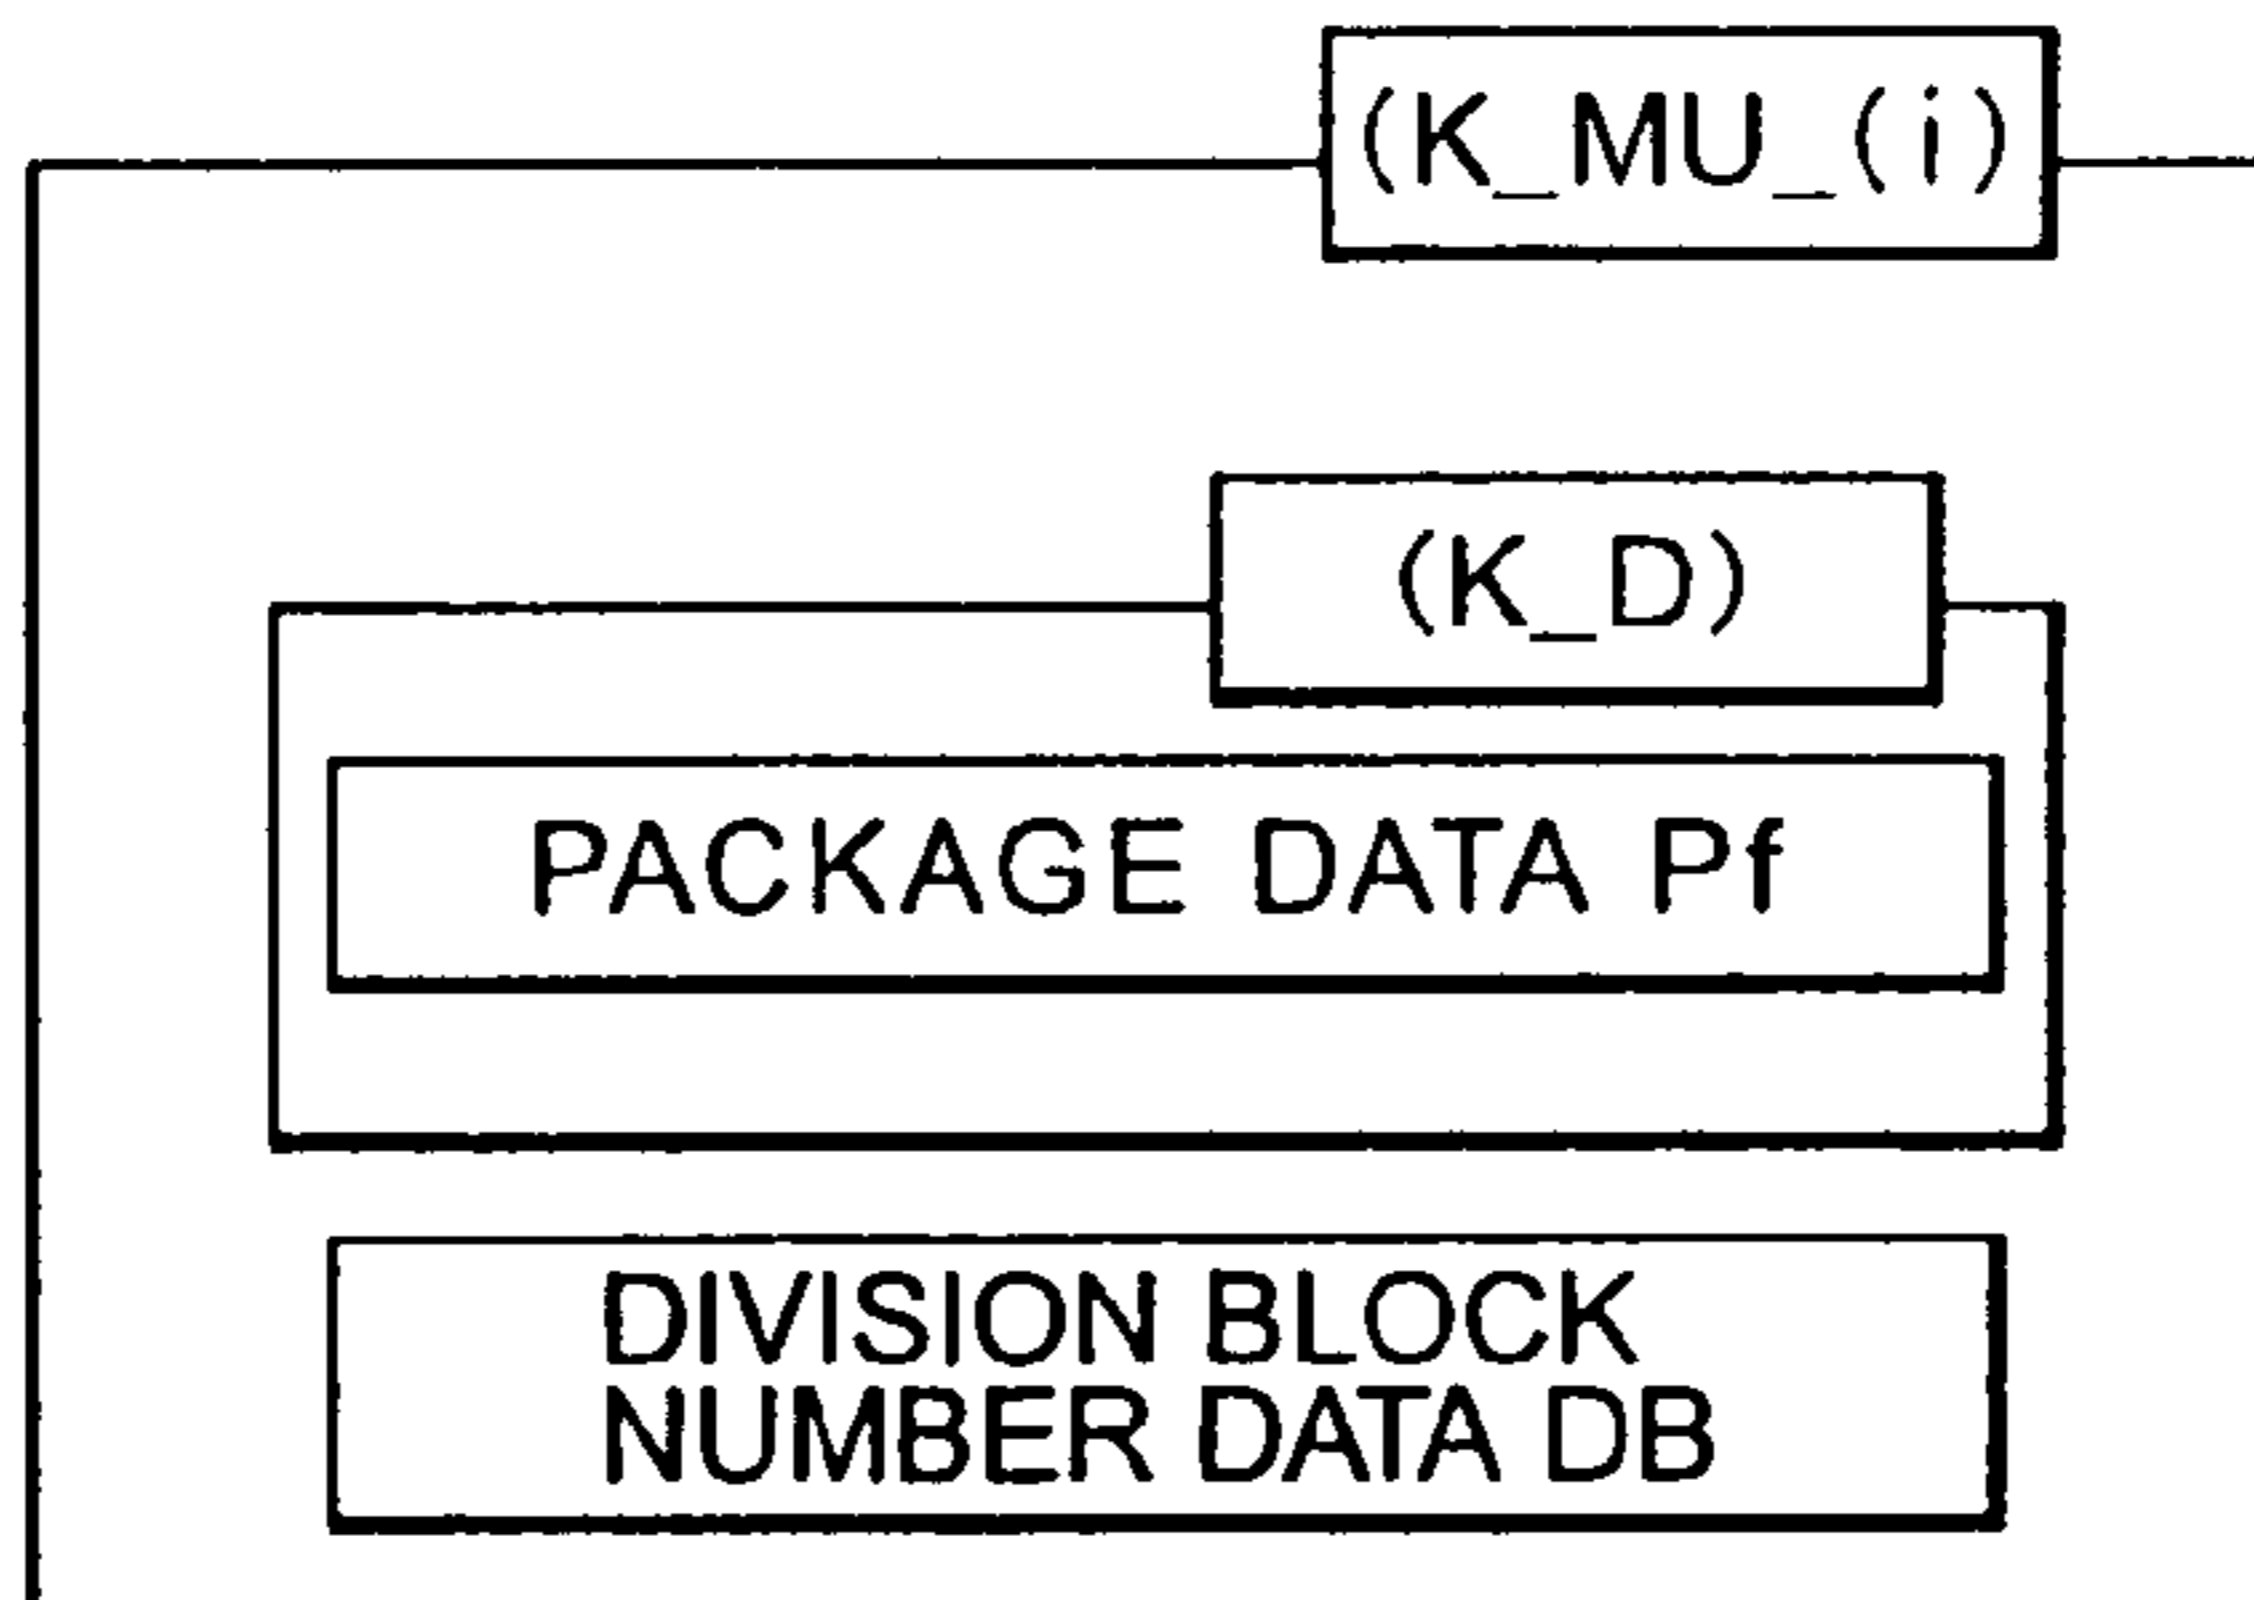 (K_MU_(i)
(K_D)
PACKAGE DATA Pf
DIVISION BLOCK
NUMBER DATA DB